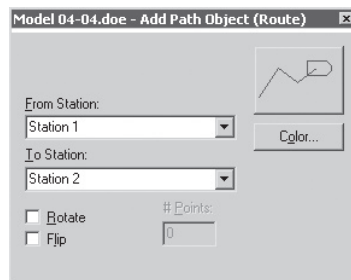 Model 04-04.doe - Add Path Object (Route)
From Station:
Station 1
Color...
To Station:
Station 2
Rotate
# Points:
Flip
0